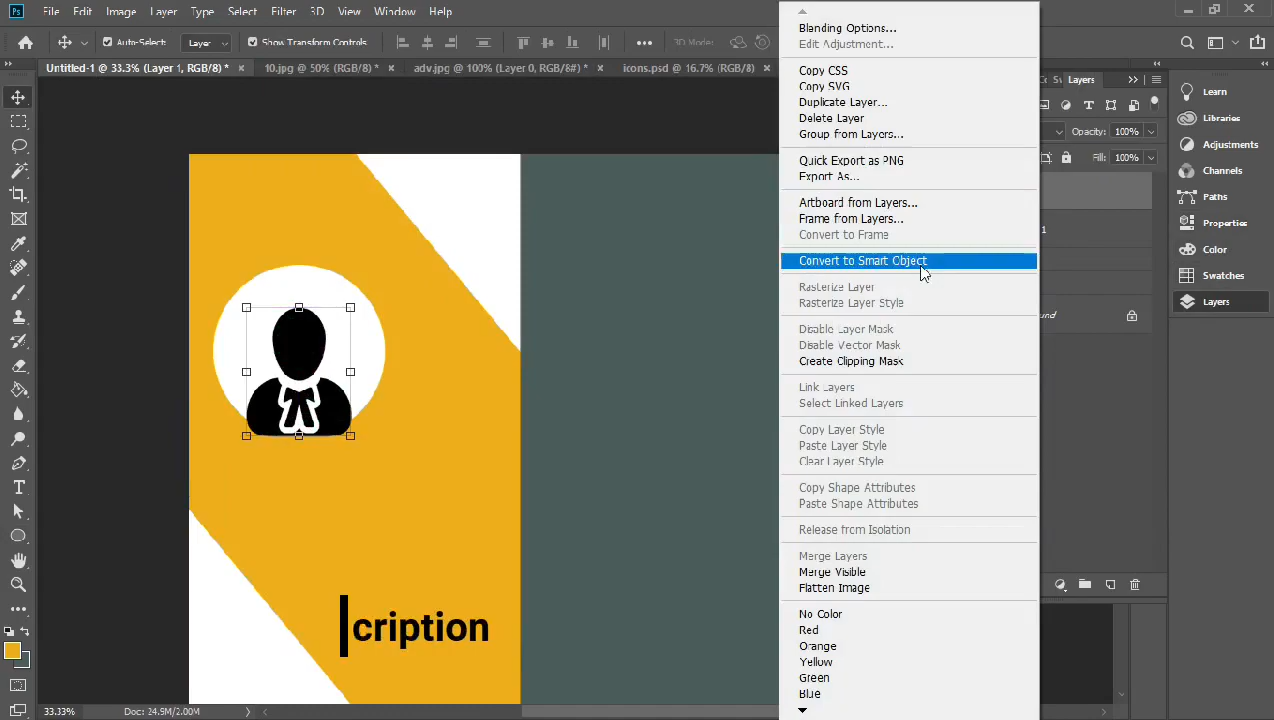 Ps File Edit Image Layer Type Select Filter 3D View Window Help
Auto-Select: Layer Show Transform Controls 3D Mode:
Untitled-1 @ 33.3% (Layer 1, RGB/8) * 10.jpg @ 50% (RGB/8) * adv.jpg @ 100% (Layer 0, RGB/8#) * icons.psd @ 16.7% (RGB/8)
Blending Options...
Edit Adjustment...
Copy CSS
Copy SVG
Duplicate Layer...
Delete Layer
Group from Layers...
Quick Export as PNG
Export As...
Artboard from Layers...
Frame from Layers...
Convert to Frame
Convert to Smart Object
Rasterize Layer
Rasterize Layer Style
Disable Layer Mask
Disable Vector Mask
Create Clipping Mask
Link Layers
Select Linked Layers
Copy Layer Style
Paste Layer Style
Clear Layer Style
Copy Shape Attributes
Paste Shape Attributes
Release from Isolation
Merge Layers
Merge Visible
Flatten Image
No Color
Red
Orange
Yellow
Green
Blue
Layers
Opacity: 100%
Fill: 100%
1
und
Learn
Libraries
Adjustments
Channels
Paths
Properties
Color
Swatches
Layers
cription
33.33% Doc: 24.9M/2.00M